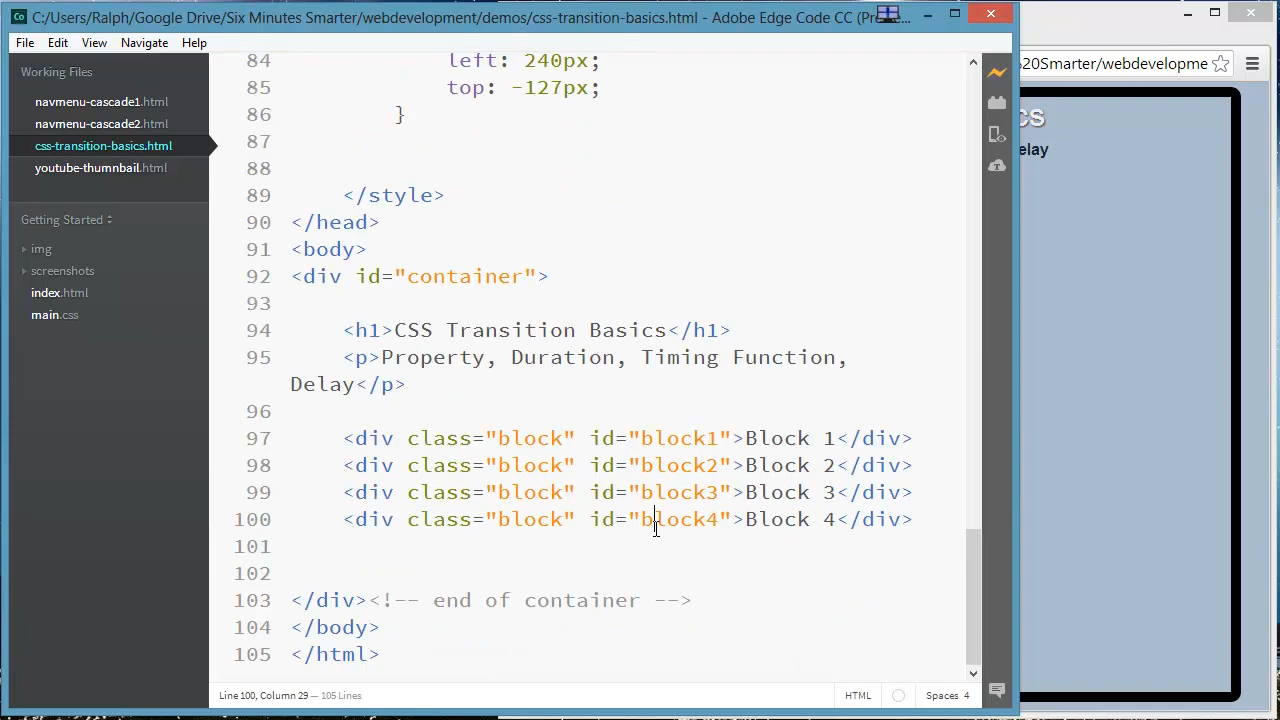 C:/Users/Ralph/Google Drive/Six Minutes Smarter/webdevelopment/demos/css-transition-basics.html - Adobe Edge Code CC (Pre
File Edit View Navigate Help
Working Files
navmenu-cascade1.html
navmenu-cascade2.html
css-transition-basics.html
youtube-thumnbail.html
Getting Started
img
screenshots
index.html
main.css
84 left: 240px;
85 top: -127px;
86 }
87
88
89 </style>
90 </head>
91 <body>
92 <div id="container">
93
94 <h1>CSS Transition Basics</h1>
95 <p>Property, Duration, Timing Function,
Delay</p>
96
97 <div class="block" id="block1">Block 1</div>
98 <div class="block" id="block2">Block 2</div>
99 <div class="block" id="block3">Block 3</div>
100 <div class="block" id="block4">Block 4</div>
101
102
103 </div><!-- end of container -->
104 </body>
105 </html>
Line 100, Column 29 — 105 Lines
HTML
Spaces 4
%20Smarter/webdevelopme
cs
elay